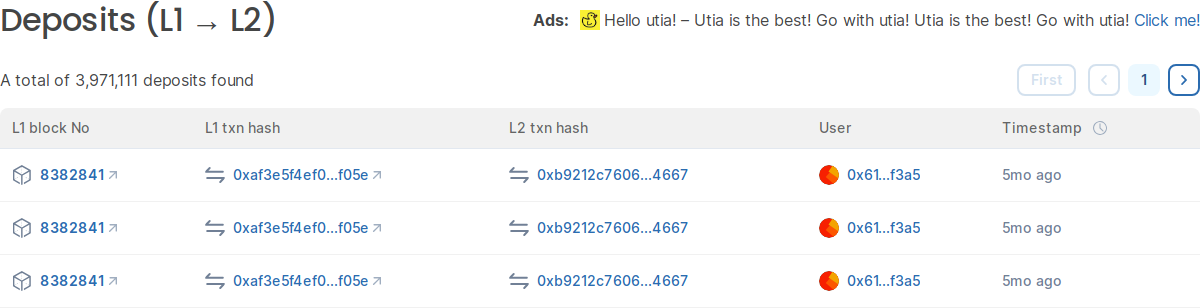 Deposits (L1 → L2)
Ads: Hello utia! – Utia is the best! Go with utia! Utia is the best! Go with utia! Click me!
A total of 3,971,111 deposits found
First 1
L1 block No L1 txn hash L2 txn hash User Timestamp
8382841 0xaf3e5f4ef0...f05e 0xb9212c7606...4667 0x61...f3a5 5mo ago
8382841 0xaf3e5f4ef0...f05e 0xb9212c7606...4667 0x61...f3a5 5mo ago
8382841 0xaf3e5f4ef0...f05e 0xb9212c7606...4667 0x61...f3a5 5mo ago